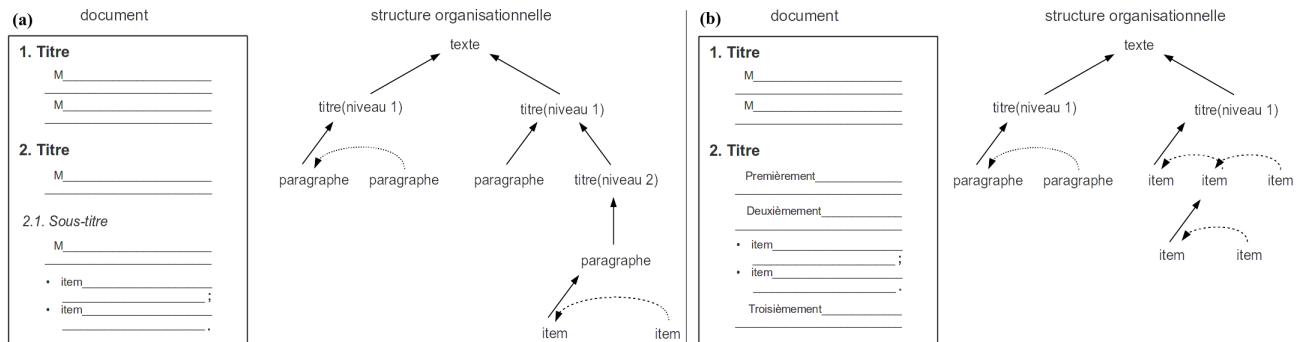 (a)
document
structure organisationnelle
1. Titre
M
M
2. Titre
M
2.1. Sous-titre
M
• item
;
• item
.
texte
titre(niveau 1) titre(niveau 1)
paragraphe paragraphe paragraphe titre(niveau 2)
paragraphe
item item
(b)
document
structure organisationnelle
1. Titre
M
M
2. Titre
Premièrement
Deuxièmement
• item
;
• item
.
Troisièmement
texte
titre(niveau 1) titre(niveau 1)
paragraphe paragraphe item item item
item item